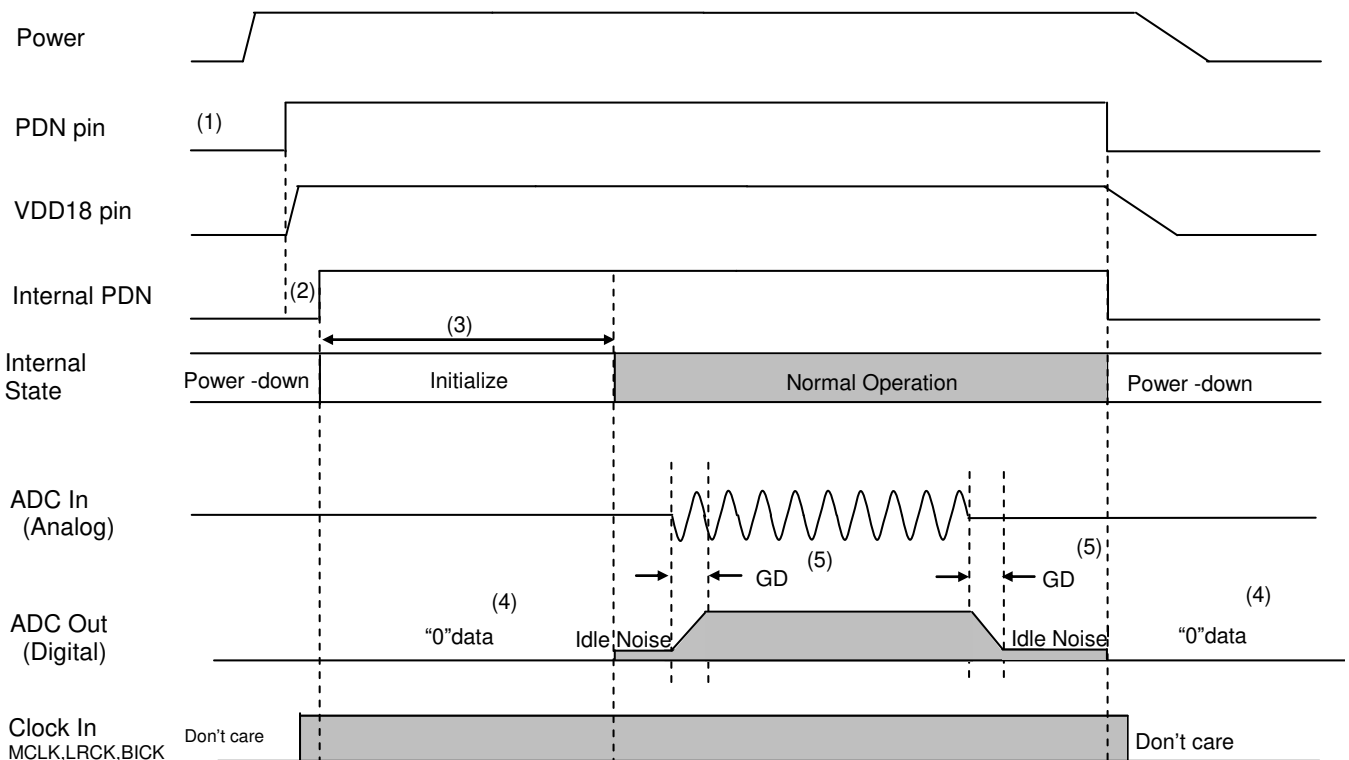 Power
PDN pin
(1)
VDD18 pin
Internal PDN
(2)
(3)
Internal
State
Power -down
Initialize
Normal Operation
Power -down
ADC In
(Analog)
(5)
GD
(5)
GD
ADC Out
(Digital)
(4)
“0”data
Idle Noise
Idle Noise
(4)
“0”data
Clock In
MCLK,LRCK,BICK
Don’t care
Don’t care